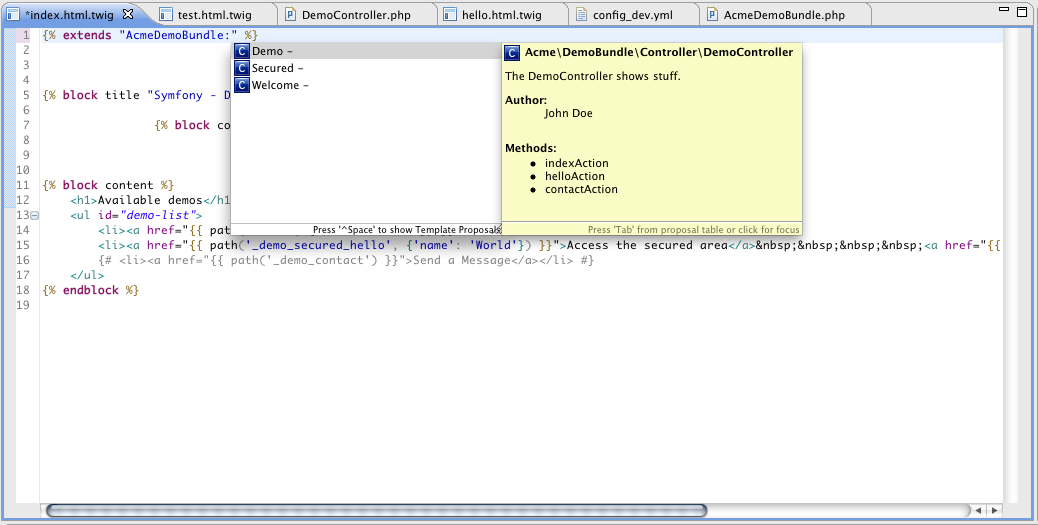 *index.html.twig test.html.twig DemoController.php hello.html.twig config_dev.yml AcmeDemoBundle.php
1 {% extends "AcmeDemoBundle:" %}
2
3
4
5 {% block title "Symfony - D
6
7 {% block co
8
9
10
11 {% block content %}
12 <h1>Available demos</h1
13 <ul id="demo-list">
14 <li><a href="{{ pat
15 <li><a href="{{ path('_demo_secured_hello', {'name': 'World'}) }}">Access the secured area</a>&nbsp;&nbsp;&nbsp;&nbsp;<a href="{{
16 {# <li><a href="{{ path('_demo_contact') }}">Send a Message</a></li> #}
17 </ul>
18 {% endblock %}
19
C Demo –
C Secured –
C Welcome –
Press '^Space' to show Template Proposals
C Acme\DemoBundle\Controller\DemoController
The DemoController shows stuff.
Author:
John Doe
Methods:
• indexAction
• helloAction
• contactAction
Press 'Tab' from proposal table or click for focus